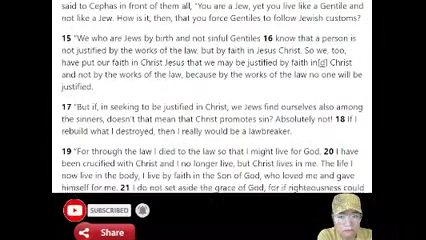 said to Cephas in front of them all, "You are a Jew, yet you live like a Gentile and
not like a Jew. How is it, then, that you force Gentiles to follow Jewish customs?
15 "We who are Jews by birth and not sinful Gentiles 16 know that a person is
not justified by the works of the law, but by faith in Jesus Christ. So we, too,
have put our faith in Christ Jesus that we may be justified by faith in[d] Christ
and not by the works of the law, because by the works of the law no one will be
justified.
17 "But if, in seeking to be justified in Christ, we Jews find ourselves also among
the sinners, doesn't that mean that Christ promotes sin? Absolutely not! 18 If I
rebuild what I destroyed, then I really would be a lawbreaker.
19 "For through the law I died to the law so that I might live for God. 20 I have
been crucified with Christ and I no longer live, but Christ lives in me. The life I
now live in the body, I live by faith in the Son of God, who loved me and gave
himself for me. 21 I do not set aside the grace of God, for if righteousness could
SUBSCRIBED
Share